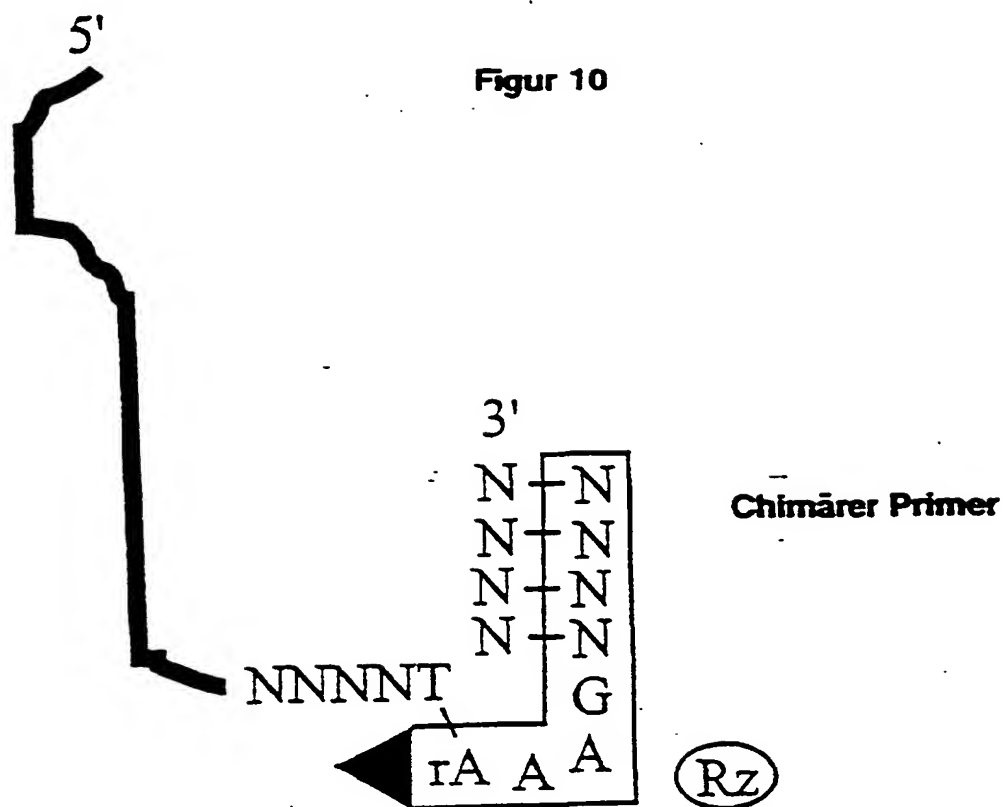 5'
Figur 10
3'
N N
N N
Chimärer Primer
N N
N N
NNNNT
G
rA A A
Rz